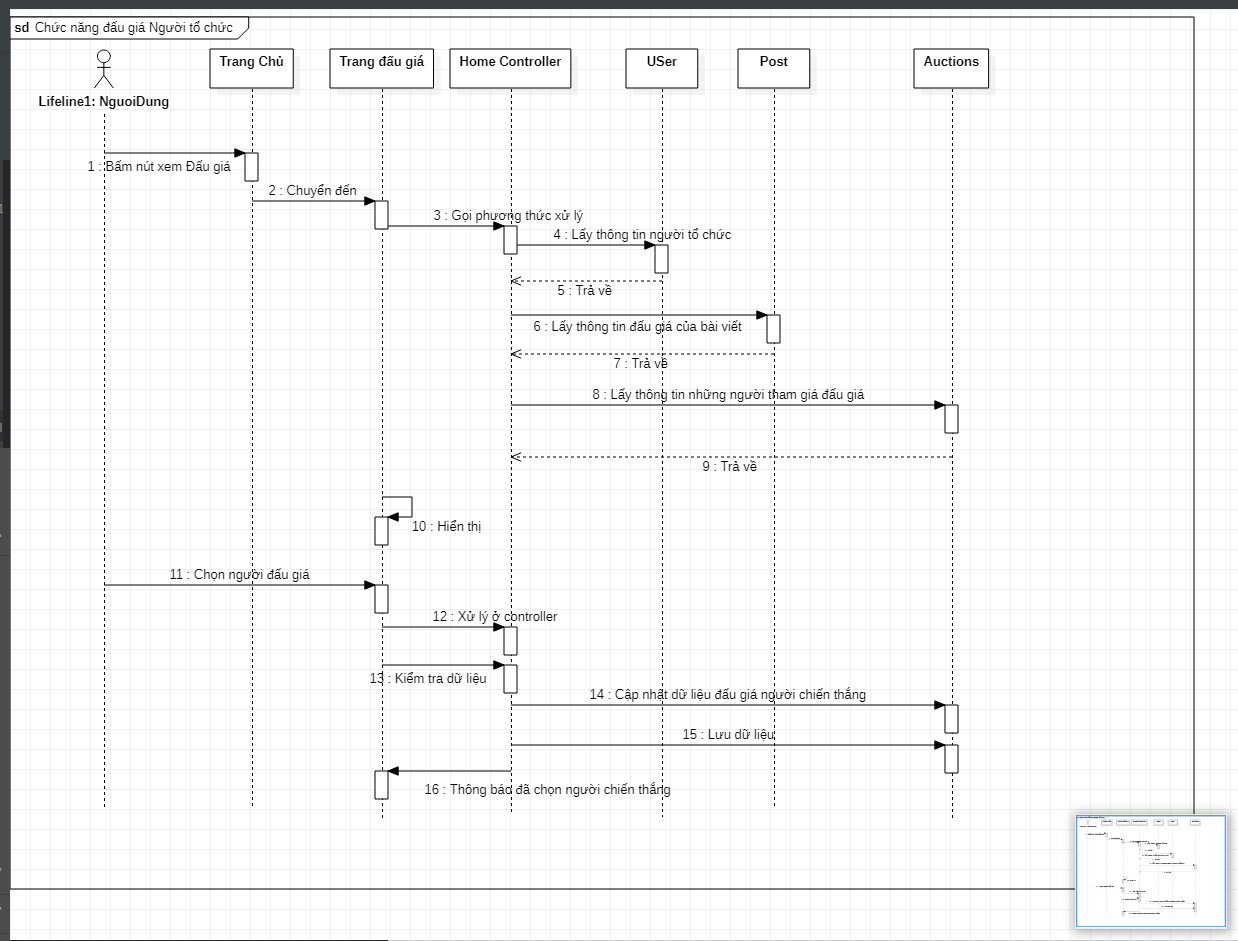 sd Chức năng đấu giá Người tổ chức
Trang Chủ
Trang đấu giá
Home Controller
USer
Post
Auctions
Lifeline1: NguoiDung
1 : Bấm nút xem Đấu giá
2 : Chuyển đến
3 : Gọi phương thức xử lý
4 : Lấy thông tin người tổ chức
5 : Trả về
6 : Lấy thông tin đấu giá của bài viết
7 : Trả về
8 : Lấy thông tin những người tham giá đấu giá
9 : Trả về
10 : Hiển thị
11 : Chọn người đấu giá
12 : Xử lý ở controller
13 : Kiểm tra dữ liệu
14 : Cập nhật dữ liệu đấu giá người chiến thắng
15 : Lưu dữ liệu
16 : Thông báo đã chọn người chiến thắng